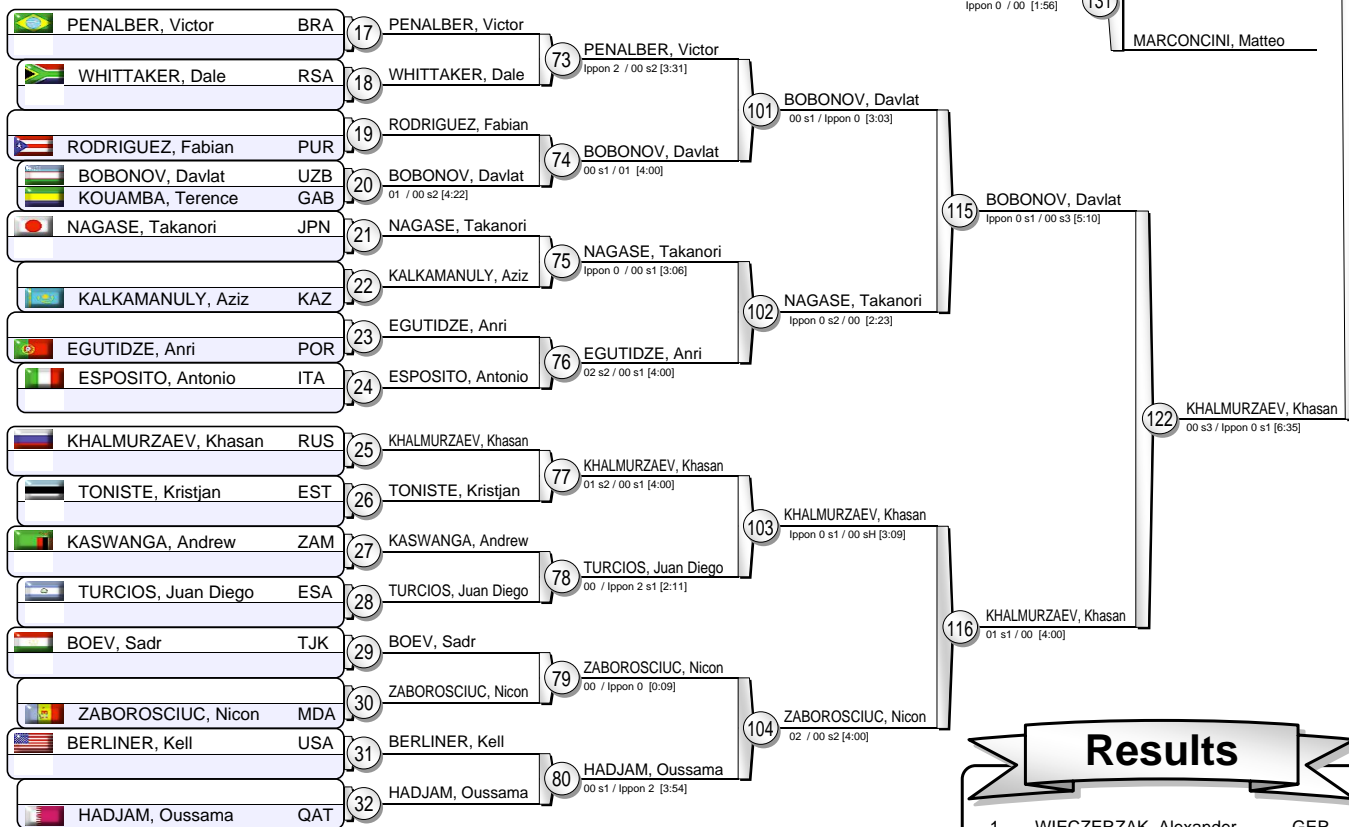 Ippon 0 / 00 [1:56]
131
MARCONCINI, Matteo
PENALBER, Victor BRA
17
PENALBER, Victor
WHITTAKER, Dale RSA
18
WHITTAKER, Dale
73
PENALBER, Victor
Ippon 2 / 00 s2 [3:31]
RODRIGUEZ, Fabian PUR
19
RODRIGUEZ, Fabian
BOBONOV, Davlat UZB
KOUAMBA, Terence GAB
20
BOBONOV, Davlat
01 / 00 s2 [4:22]
74
BOBONOV, Davlat
00 s1 / 01 [4:00]
101
BOBONOV, Davlat
00 s1 / Ippon 0 [3:03]
NAGASE, Takanori JPN
21
NAGASE, Takanori
KALKAMANULY, Aziz KAZ
22
KALKAMANULY, Aziz
75
NAGASE, Takanori
Ippon 0 / 00 s1 [3:06]
EGUTIDZE, Anri POR
23
EGUTIDZE, Anri
ESPOSITO, Antonio ITA
24
ESPOSITO, Antonio
76
EGUTIDZE, Anri
02 s2 / 00 s1 [4:00]
102
NAGASE, Takanori
Ippon 0 s2 / 00 [2:23]
115
BOBONOV, Davlat
Ippon 0 s1 / 00 s3 [5:10]
KHALMURZAEV, Khasan RUS
25
KHALMURZAEV, Khasan
TONISTE, Kristjan EST
26
TONISTE, Kristjan
77
KHALMURZAEV, Khasan
01 s2 / 00 s1 [4:00]
KASWANGA, Andrew ZAM
27
KASWANGA, Andrew
TURCIOS, Juan Diego ESA
28
TURCIOS, Juan Diego
78
TURCIOS, Juan Diego
00 / Ippon 2 s1 [2:11]
103
KHALMURZAEV, Khasan
Ippon 0 s1 / 00 sH [3:09]
BOEV, Sadr TJK
29
BOEV, Sadr
ZABOROSCIUC, Nicon MDA
30
ZABOROSCIUC, Nicon
79
ZABOROSCIUC, Nicon
00 / Ippon 0 [0:09]
BERLINER, Kell USA
31
BERLINER, Kell
HADJAM, Oussama QAT
32
HADJAM, Oussama
80
HADJAM, Oussama
00 s1 / Ippon 2 [3:54]
104
ZABOROSCIUC, Nicon
02 / 00 s2 [4:00]
116
KHALMURZAEV, Khasan
01 s1 / 00 [4:00]
122
KHALMURZAEV, Khasan
00 s3 / Ippon 0 s1 [6:35]
Results
1 WIECZERZAK, Alexander GER